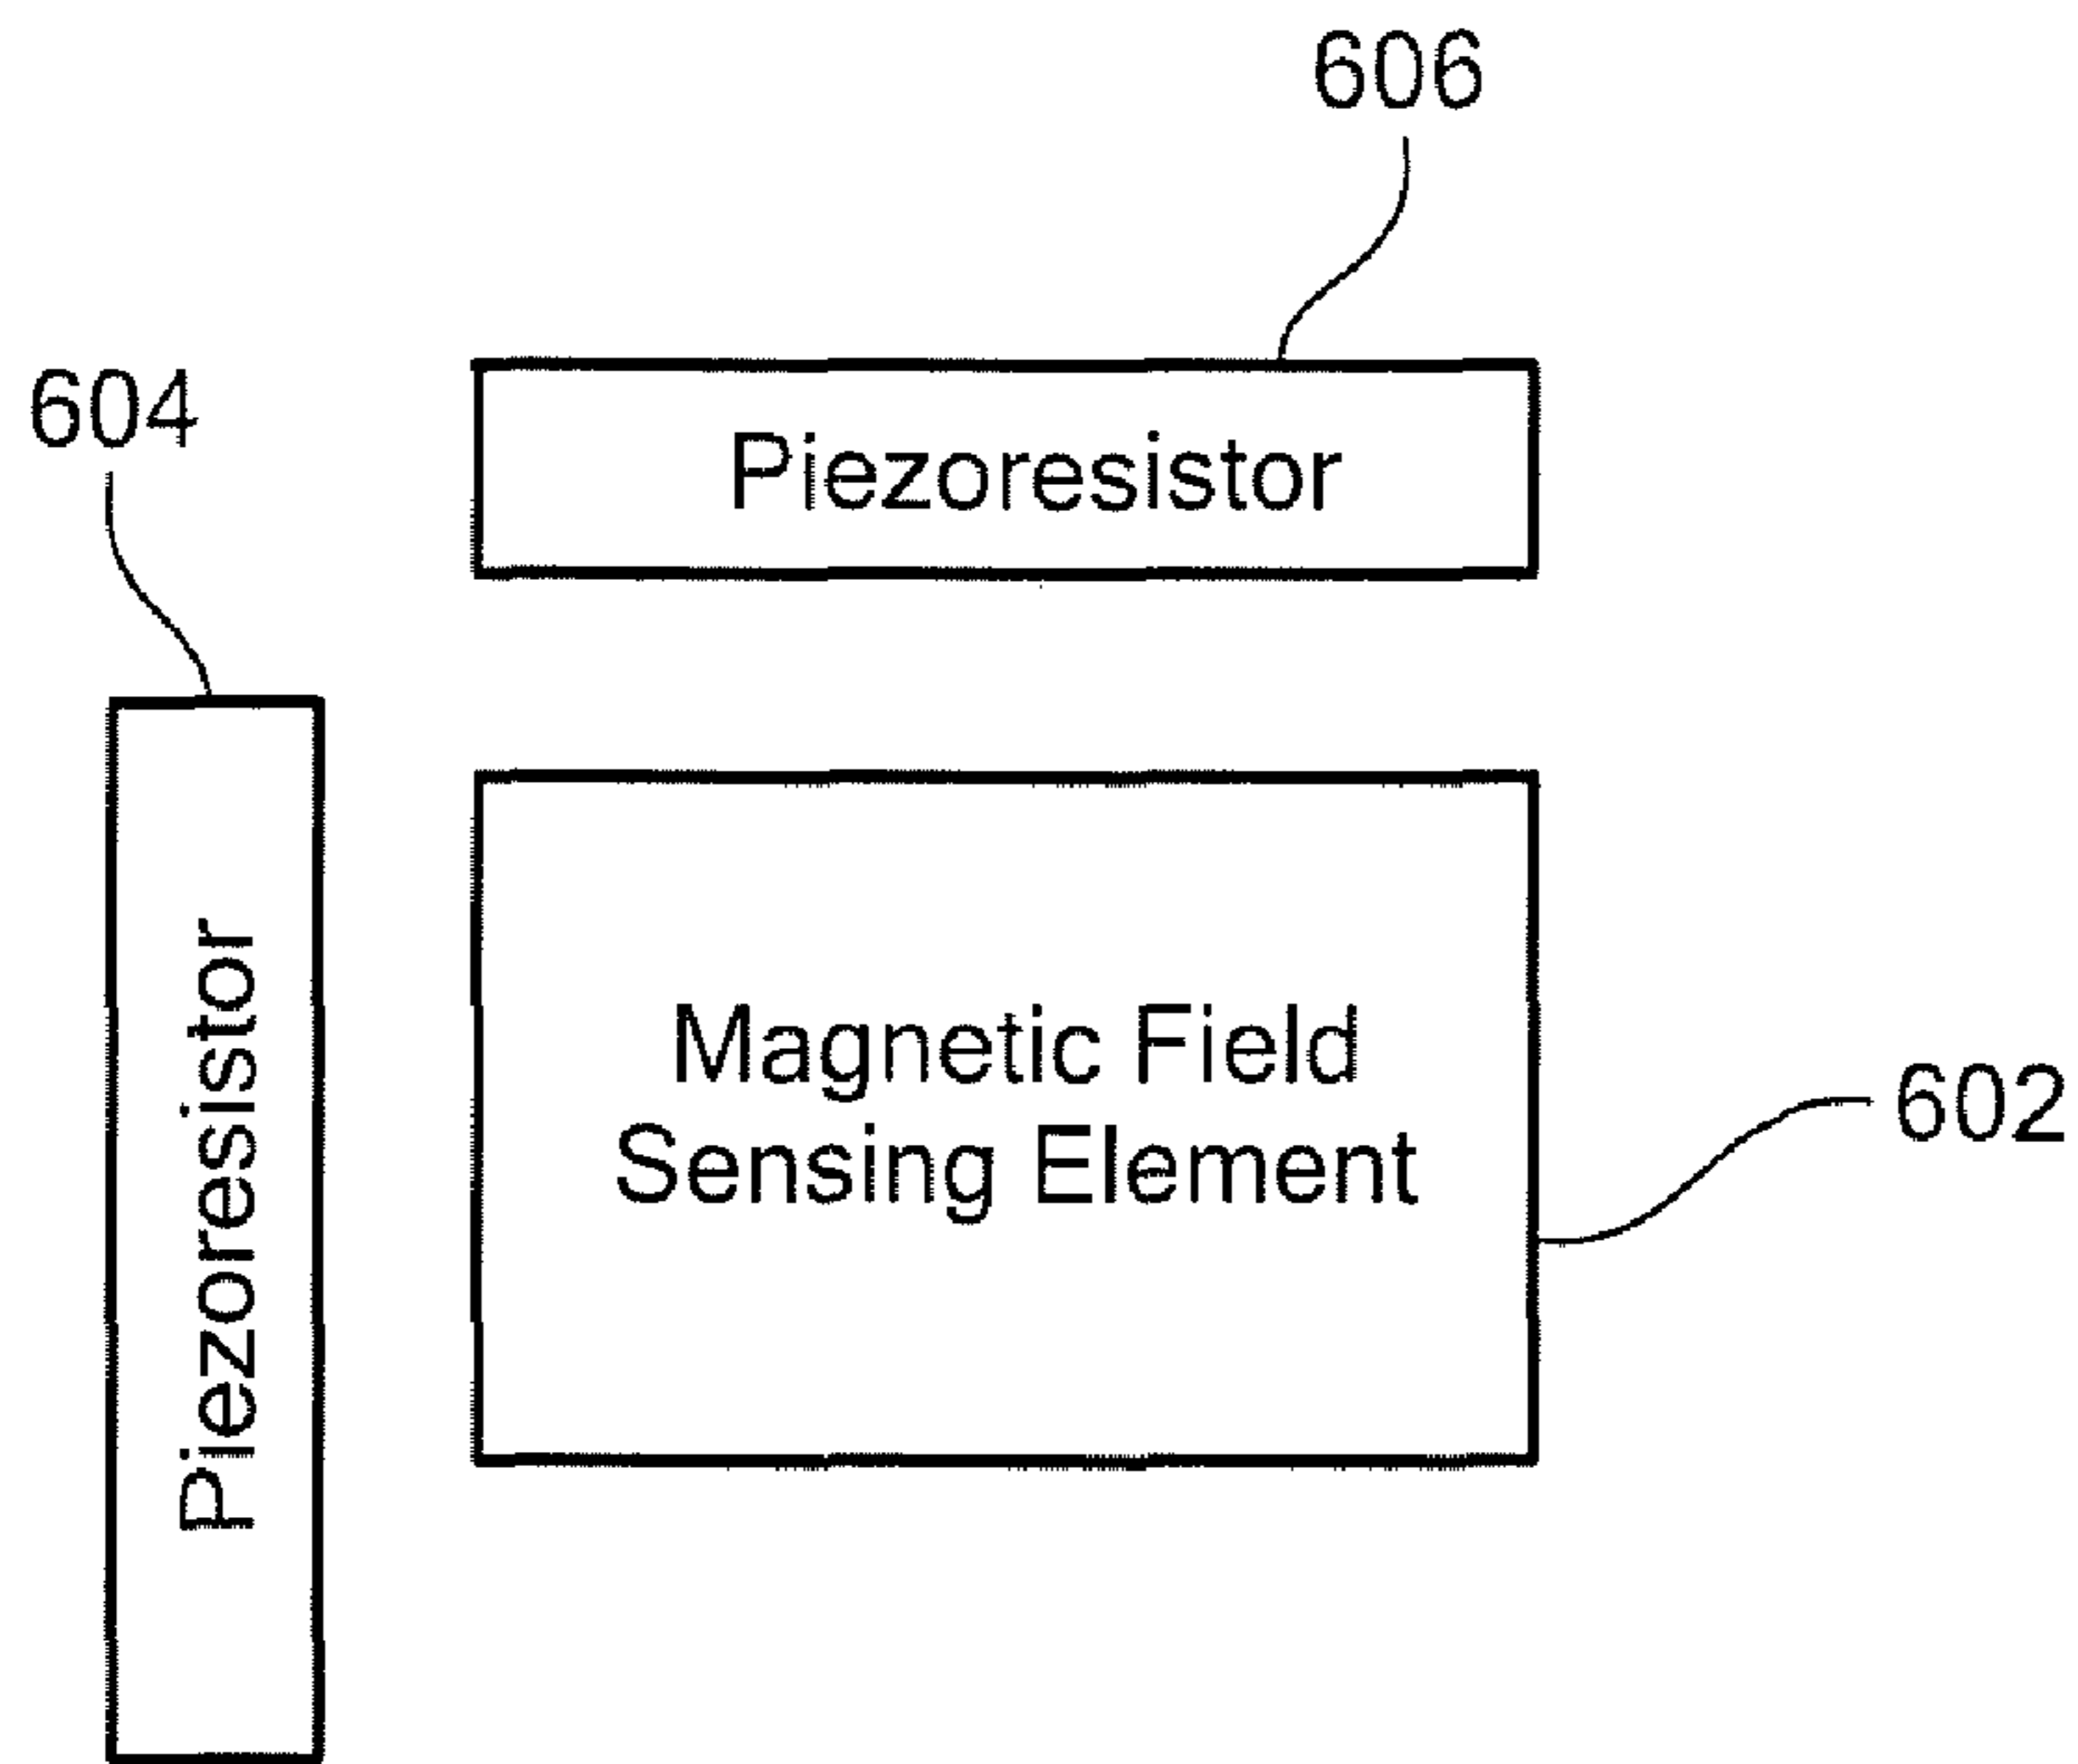 606
604
Piezoresistor
Piezoresistor
Magnetic Field
Sensing Element
602